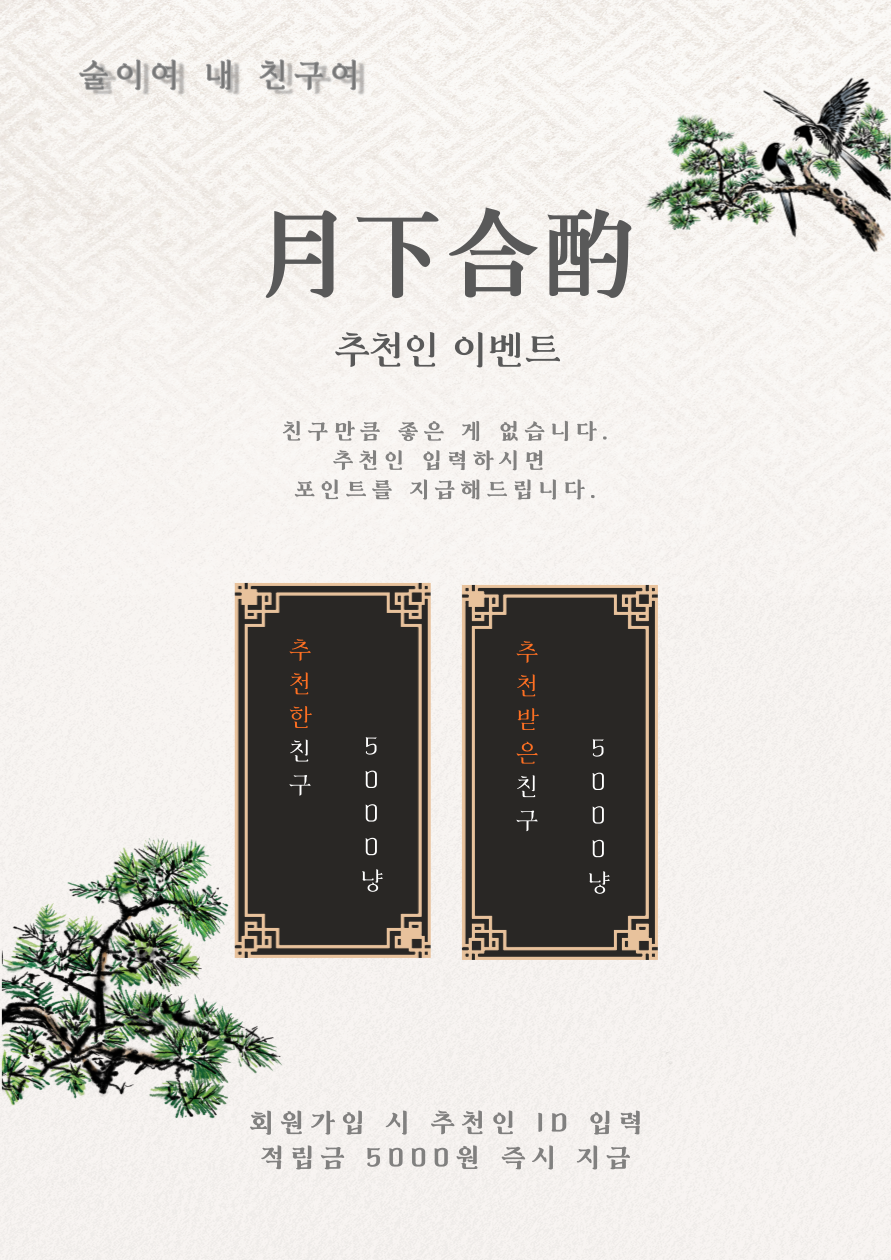 술이여 내 친구여
月下合酌
추천인 이벤트
친구만큼 좋은 게 없습니다.
추천인 입력하시면
포인트를 지급해드립니다.
추천한친구
5000냥
추천받은친구
5000냥
회원가입 시 추천인 ID 입력
적립금 5000원 즉시 지급